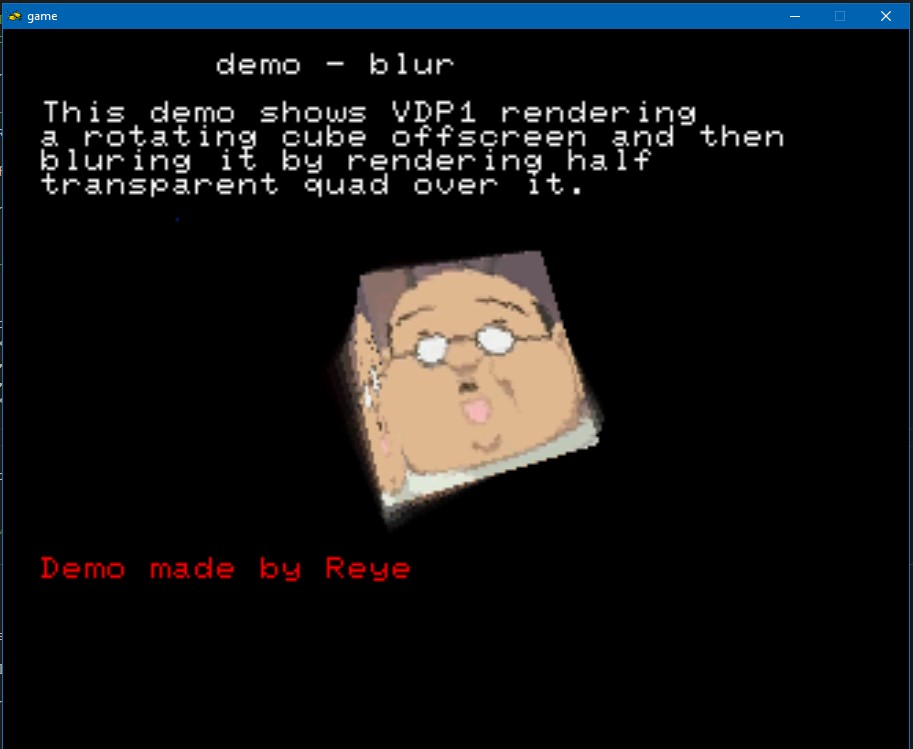 game
demo - blur
This demo shows VDP1 rendering
a rotating cube offscreen and then
bluring it by rendering half
transparent quad over it.
Demo made by Reye